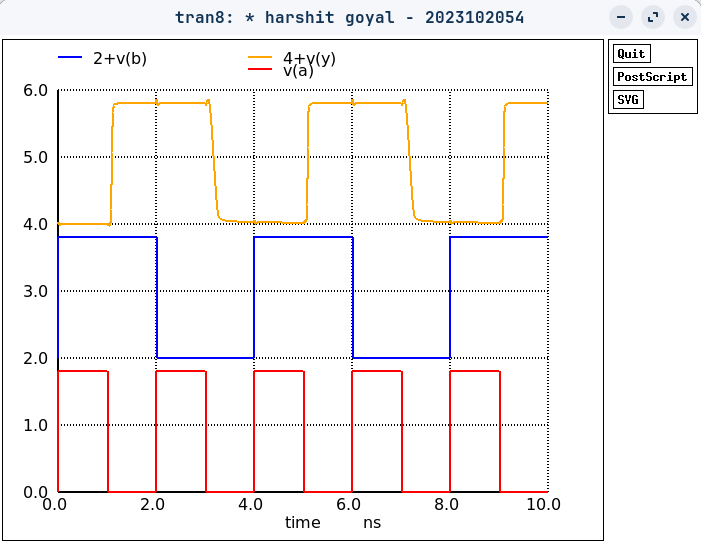 tran8: * harshit goyal - 2023102054
2+v(b) 4+v(y)
v(a)
Quit
PostScript
SVG
6.0
5.0
4.0
3.0
2.0
1.0
0.0
0.0 2.0 4.0 6.0 8.0 10.0
time ns